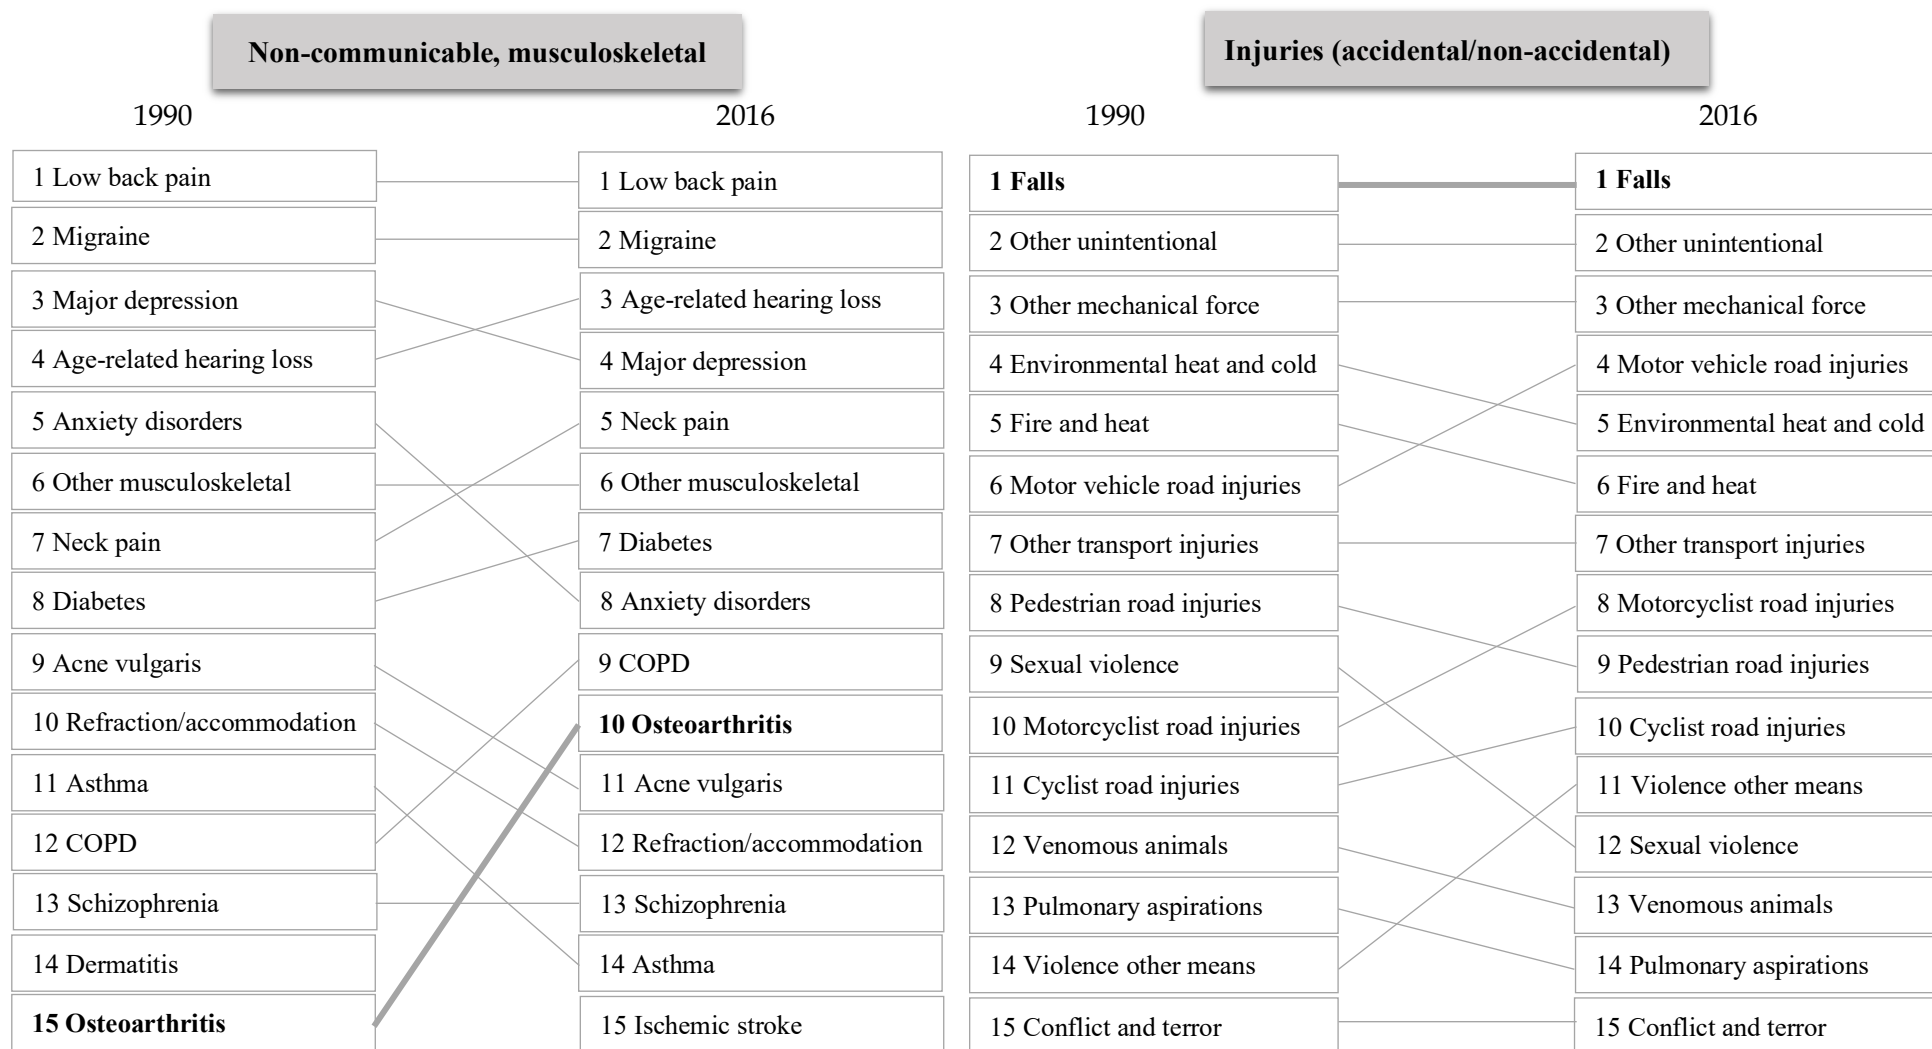 Non-communicable, musculoskeletal
1990
2016
1 Low back pain
2 Migraine
3 Major depression
4 Age-related hearing loss
5 Anxiety disorders
6 Other musculoskeletal
7 Neck pain
8 Diabetes
9 Acne vulgaris
10 Refraction/accommodation
11 Asthma
12 COPD
13 Schizophrenia
14 Dermatitis
15 Osteoarthritis
1 Low back pain
2 Migraine
3 Age-related hearing loss
4 Major depression
5 Neck pain
6 Other musculoskeletal
7 Diabetes
8 Anxiety disorders
9 COPD
10 Osteoarthritis
11 Acne vulgaris
12 Refraction/accommodation
13 Schizophrenia
14 Asthma
15 Ischemic stroke
Injuries (accidental/non-accidental)
1990
2016
1 Falls
2 Other unintentional
3 Other mechanical force
4 Environmental heat and cold
5 Fire and heat
6 Motor vehicle road injuries
7 Other transport injuries
8 Pedestrian road injuries
9 Sexual violence
10 Motorcyclist road injuries
11 Cyclist road injuries
12 Venomous animals
13 Pulmonary aspirations
14 Violence other means
15 Conflict and terror
1 Falls
2 Other unintentional
3 Other mechanical force
4 Motor vehicle road injuries
5 Environmental heat and cold
6 Fire and heat
7 Other transport injuries
8 Motorcyclist road injuries
9 Pedestrian road injuries
10 Cyclist road injuries
11 Violence other means
12 Sexual violence
13 Venomous animals
14 Pulmonary aspirations
15 Conflict and terror